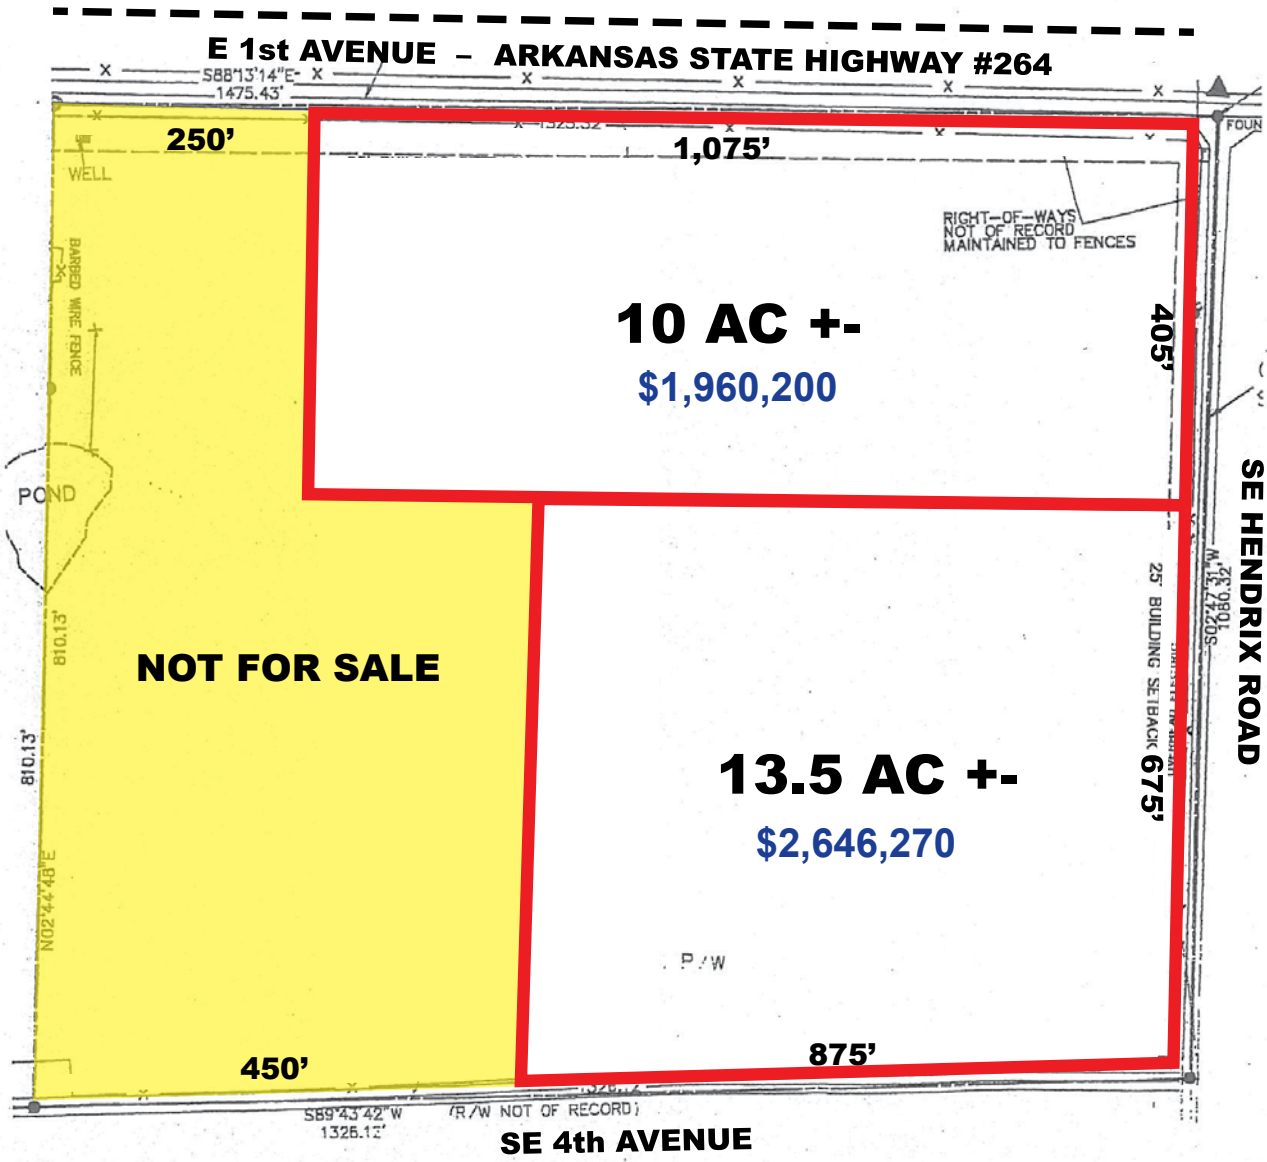 E 1st AVENUE – ARKANSAS STATE HIGHWAY #264
S88°13'14"E
1475.43'
FOUN
250'
1,075'
WELL
RIGHT-OF-WAYS
NOT OF RECORD
MAINTAINED TO FENCES
BARBED WIRE FENCE
10 AC +-
$1,960,200
405'
POND
SE HENDRIX ROAD
S02°47'31"W
1080.32'
25' BUILDING SETBACK
810.13'
NOT FOR SALE
810.13'
13.5 AC +-
$2,646,270
675'
N02°44'48"E
P/W
450'
875'
S89°43'42"W
(R/W NOT OF RECORD)
1326.12'
SE 4th AVENUE